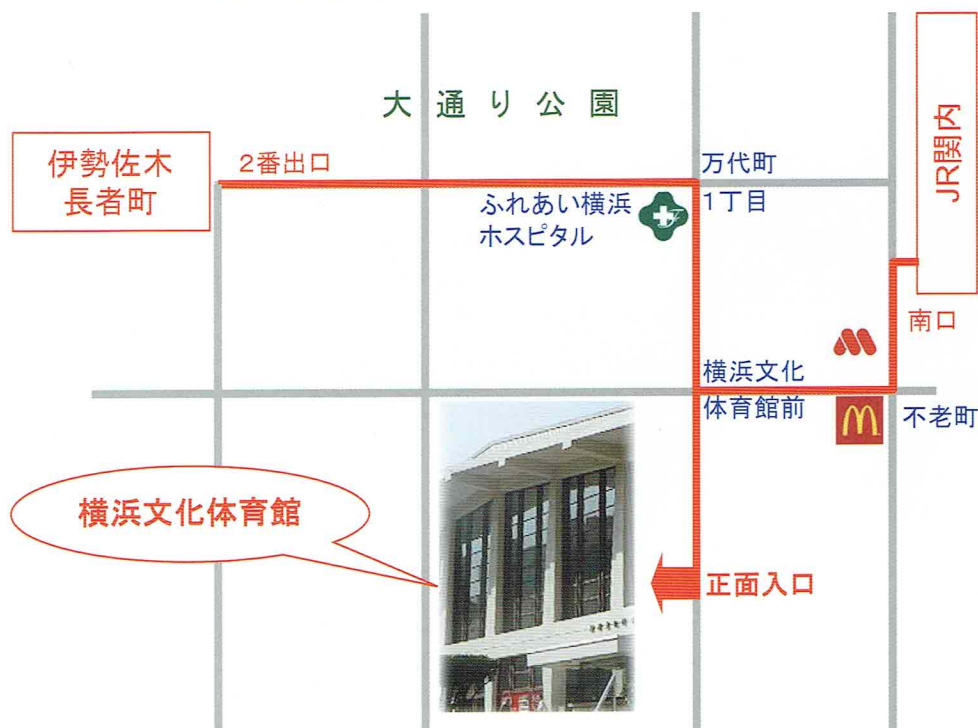 大通り公園
JR関内
伊勢佐木
長者町
2番出口
万代町
1丁目
ふれあい横浜
ホスピタル
南口
横浜文化
体育館前
不老町
横浜文化体育館
正面入口